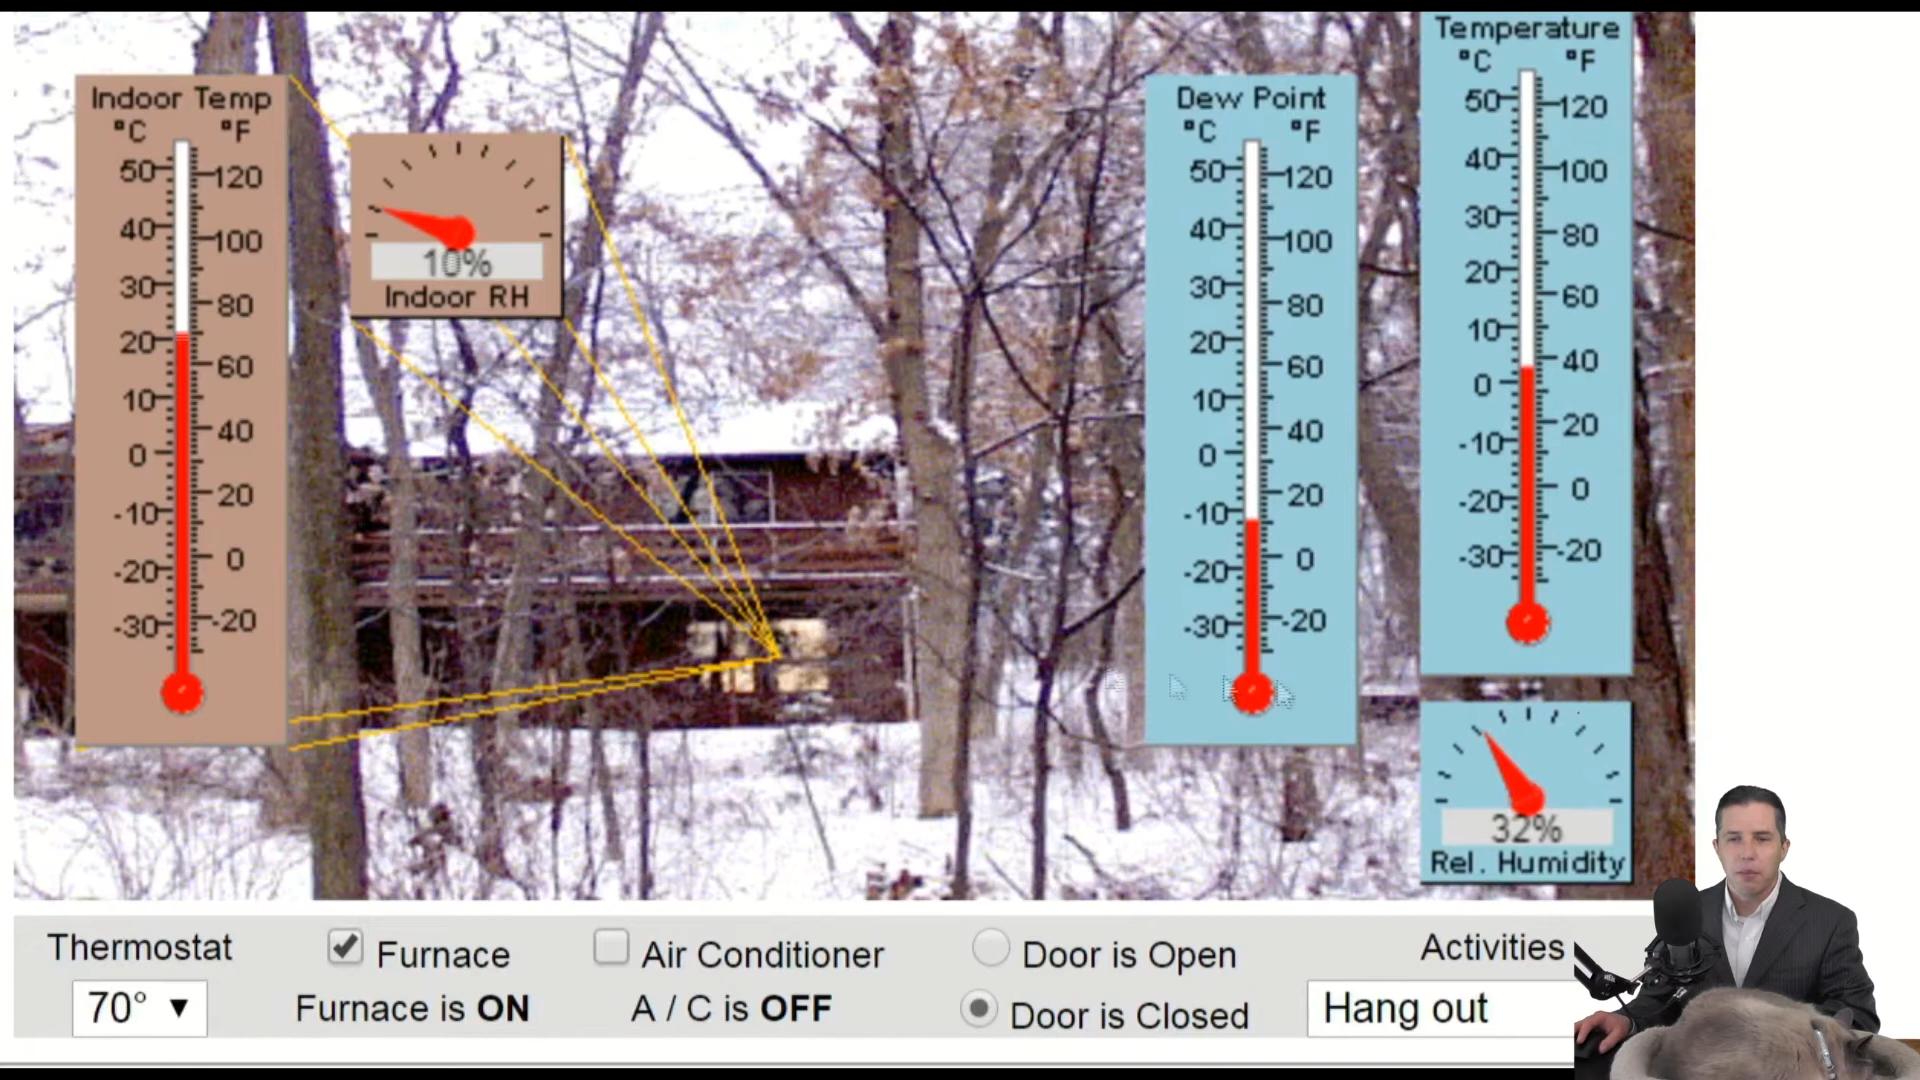 Indoor Temp
°C °F
50 120
40 100
30 80
20 60
10 40
0 20
-10 0
-20 -20
-30
10%
Indoor RH
Dew Point
°C °F
50 120
40 100
30 80
20 60
10 40
0 20
-10 0
-20 -20
-30
Temperature
°C °F
50 120
40 100
30 80
20 60
10 40
0 20
-10 0
-20 -20
-30
32%
Rel. Humidity
Thermostat
70° ▼
Furnace
Furnace is ON
Air Conditioner
A / C is OFF
Door is Open
Door is Closed
Activities
Hang out